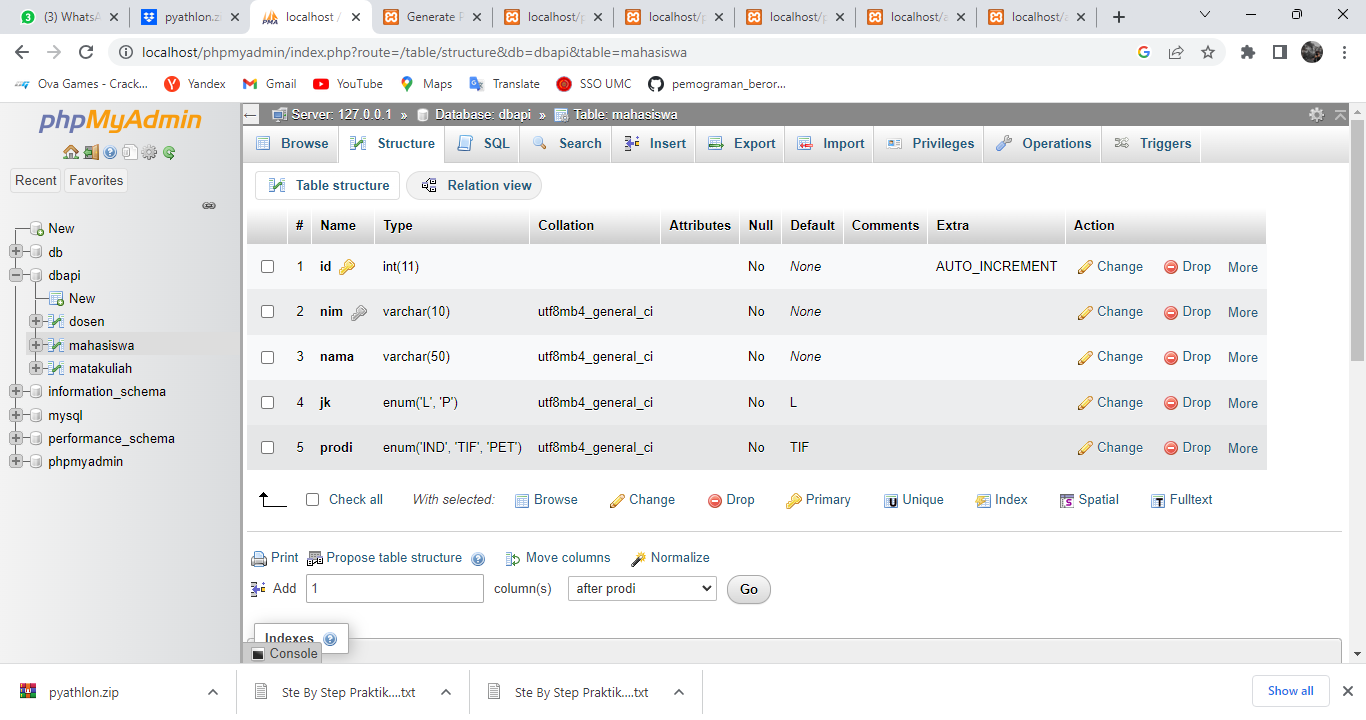 (3) WhatsA
pyathlon.z
localhost /
Generate F
localhost/p
localhost/p
localhost/p
localhost/a
localhost/a
localhost/phpmyadmin/index.php?route=/table/structure&db=dbapi&table=mahasiswa
Ova Games - Crack...
Yandex
Gmail
YouTube
Maps
Translate
SSO UMC
pemograman_beror...
phpMyAdmin
Recent Favorites
New
db
dbapi
New
dosen
mahasiswa
matakuliah
information_schema
mysql
performance_schema
phpmyadmin
Server: 127.0.0.1 » Database: dbapi » Table: mahasiswa
Browse Structure SQL Search Insert Export Import Privileges Operations Triggers
Table structure Relation view
# Name Type Collation Attributes Null Default Comments Extra Action
1 id int(11) No None AUTO_INCREMENT Change Drop More
2 nim varchar(10) utf8mb4_general_ci No None Change Drop More
3 nama varchar(50) utf8mb4_general_ci No None Change Drop More
4 jk enum('L', 'P') utf8mb4_general_ci No L Change Drop More
5 prodi enum('IND', 'TIF', 'PET') utf8mb4_general_ci No TIF Change Drop More
Check all With selected: Browse Change Drop Primary Unique Index Spatial Fulltext
Print Propose table structure Move columns Normalize
Add 1 column(s) after prodi Go
Indexes
Console
pyathlon.zip
Ste By Step Praktik....txt
Ste By Step Praktik....txt
Show all